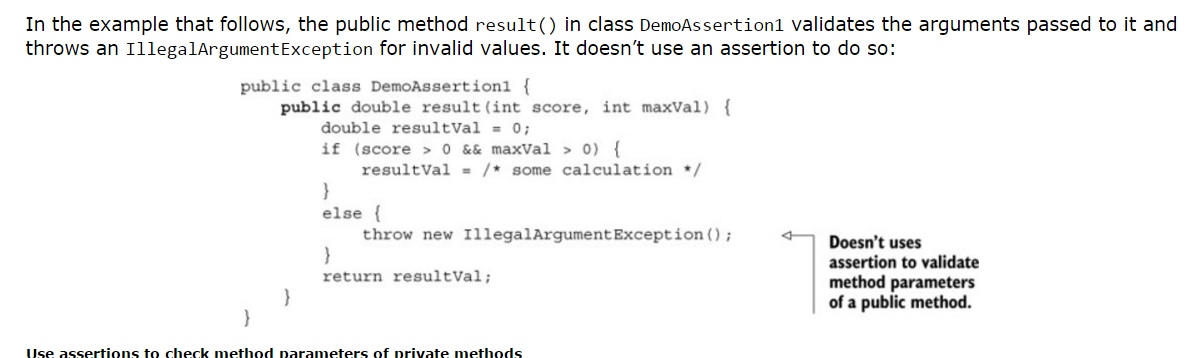 In the example that follows, the public method result() in class DemoAssertion1 validates the arguments passed to it and
throws an IllegalArgumentException for invalid values. It doesn’t use an assertion to do so:
public class DemoAssertion1 {
public double result(int score, int maxVal) {
double resultVal = 0;
if (score > 0 && maxVal > 0) {
resultVal = /* some calculation */
}
else {
throw new IllegalArgumentException();
}
return resultVal;
}
}
Doesn’t uses
assertion to validate
method parameters
of a public method.
Use assertions to check method parameters of private methods